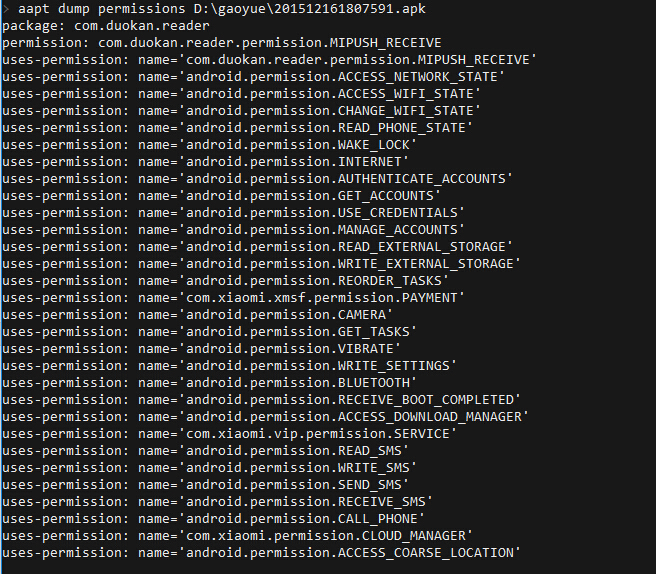 > aapt dump permissions D:\gaoyue\201512161807591.apk
package: com.duokan.reader
permission: com.duokan.reader.permission.MIPUSH_RECEIVE
uses-permission: name='com.duokan.reader.permission.MIPUSH_RECEIVE'
uses-permission: name='android.permission.ACCESS_NETWORK_STATE'
uses-permission: name='android.permission.ACCESS_WIFI_STATE'
uses-permission: name='android.permission.CHANGE_WIFI_STATE'
uses-permission: name='android.permission.READ_PHONE_STATE'
uses-permission: name='android.permission.WAKE_LOCK'
uses-permission: name='android.permission.INTERNET'
uses-permission: name='android.permission.AUTHENTICATE_ACCOUNTS'
uses-permission: name='android.permission.GET_ACCOUNTS'
uses-permission: name='android.permission.USE_CREDENTIALS'
uses-permission: name='android.permission.MANAGE_ACCOUNTS'
uses-permission: name='android.permission.READ_EXTERNAL_STORAGE'
uses-permission: name='android.permission.WRITE_EXTERNAL_STORAGE'
uses-permission: name='android.permission.REORDER_TASKS'
uses-permission: name='com.xiaomi.xmsf.permission.PAYMENT'
uses-permission: name='android.permission.CAMERA'
uses-permission: name='android.permission.GET_TASKS'
uses-permission: name='android.permission.VIBRATE'
uses-permission: name='android.permission.WRITE_SETTINGS'
uses-permission: name='android.permission.BLUETOOTH'
uses-permission: name='android.permission.RECEIVE_BOOT_COMPLETED'
uses-permission: name='android.permission.ACCESS_DOWNLOAD_MANAGER'
uses-permission: name='com.xiaomi.vip.permission.SERVICE'
uses-permission: name='android.permission.READ_SMS'
uses-permission: name='android.permission.WRITE_SMS'
uses-permission: name='android.permission.SEND_SMS'
uses-permission: name='android.permission.RECEIVE_SMS'
uses-permission: name='android.permission.CALL_PHONE'
uses-permission: name='com.xiaomi.permission.CLOUD_MANAGER'
uses-permission: name='android.permission.ACCESS_COARSE_LOCATION'